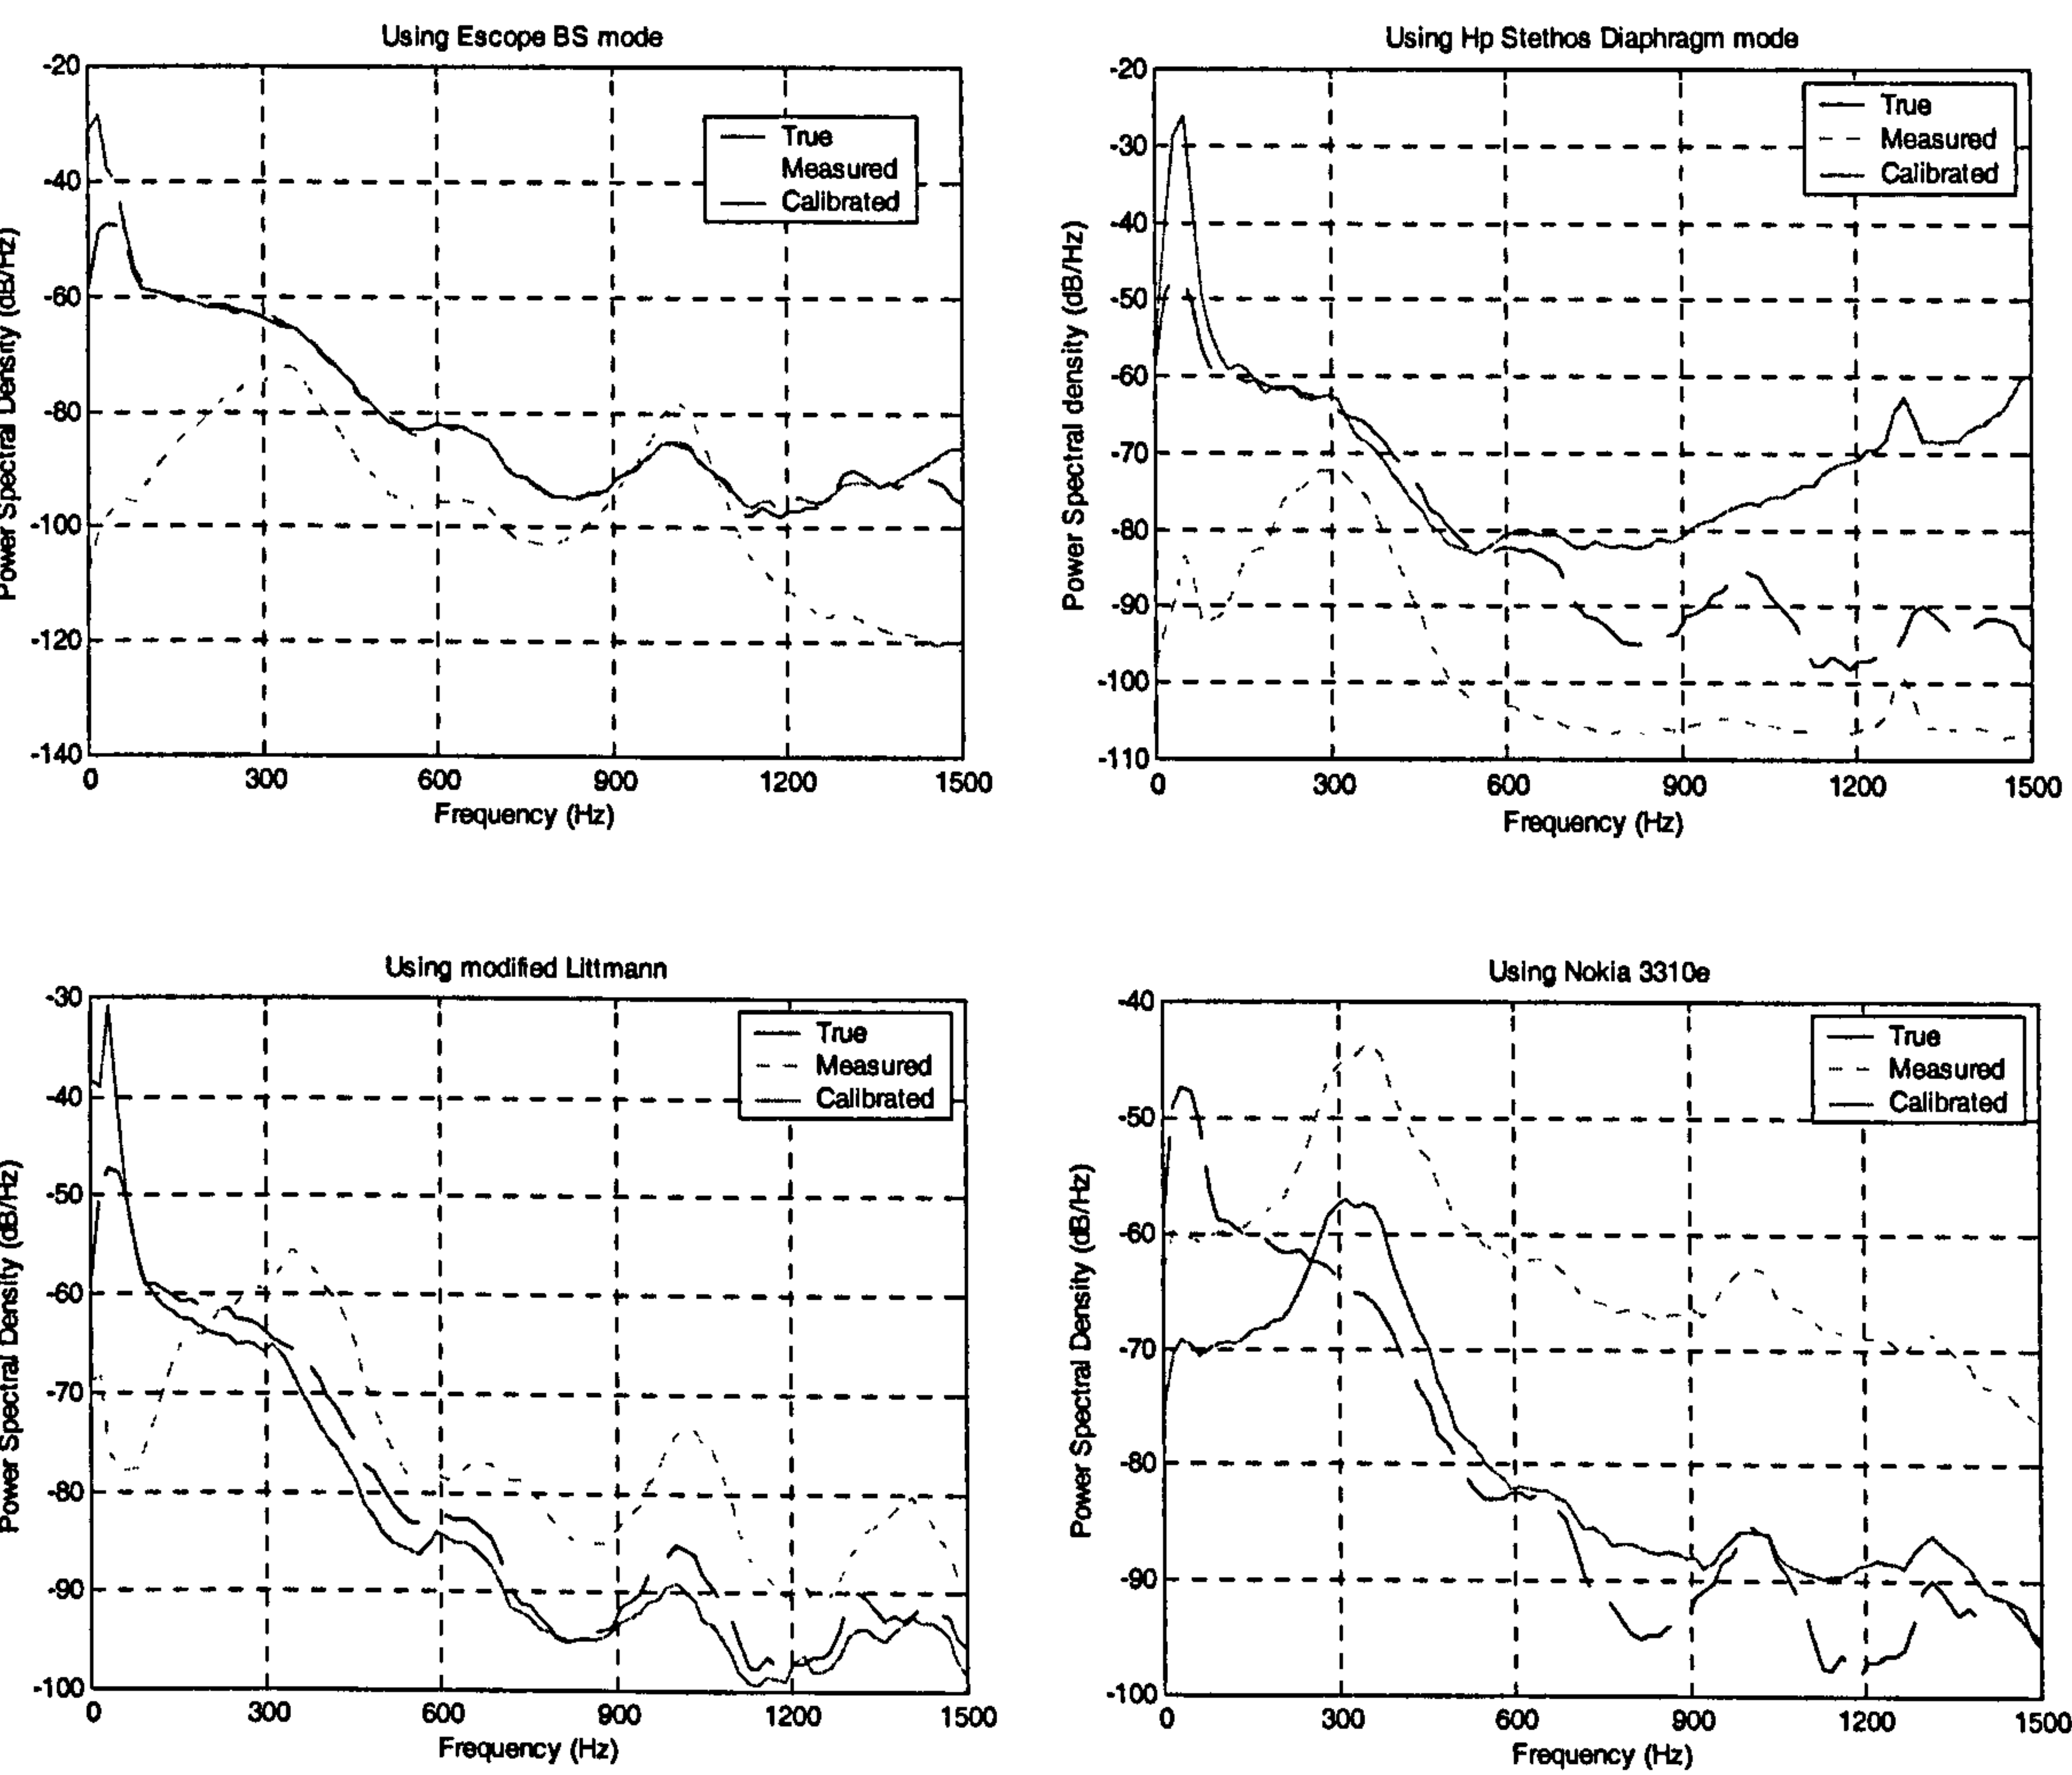 Using Escope BS mode
-20
-40
-60
-80
-100
-120
-140
0 300 600 900 1200 1500
Frequency (Hz)
Power Spectral Density (dB/Hz)
True
Measured
Calibrated
Using Hp Stethos Diaphragm mode
-20
-30
-40
-50
-60
-70
-80
-90
-100
-110
0 300 600 900 1200 1500
Frequency (Hz)
Power Spectral density (dB/Hz)
True
Measured
Calibrated
Using modified Littmann
-30
-40
-50
-60
-70
-80
-90
-100
0 300 600 900 1200 1500
Frequency (Hz)
Power Spectral Density (dB/Hz)
True
Measured
Calibrated
Using Nokia 3310e
-40
-50
-60
-70
-80
-90
-100
0 300 600 900 1200 1500
Frequency (Hz)
Power Spectral Density (dB/Hz)
True
Measured
Calibrated